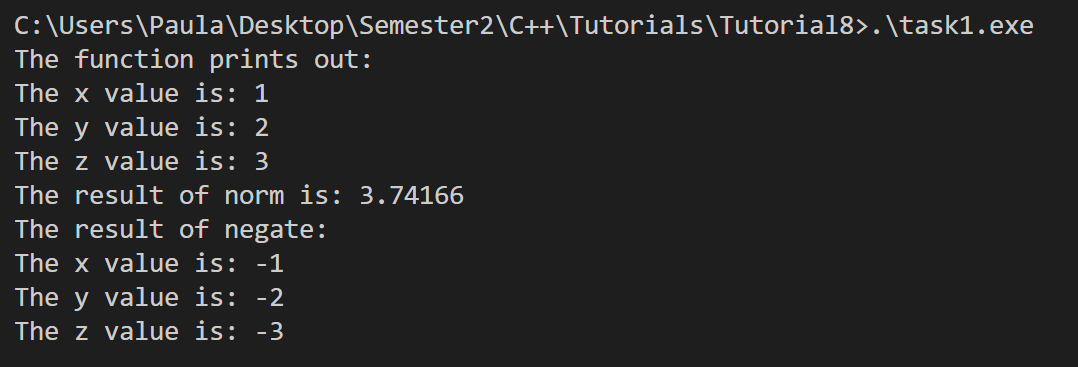 C:\Users\Paula\Desktop\Semester2\C++\Tutorials\Tutorial8>.\task1.exe
The function prints out:
The x value is: 1
The y value is: 2
The z value is: 3
The result of norm is: 3.74166
The result of negate:
The x value is: -1
The y value is: -2
The z value is: -3